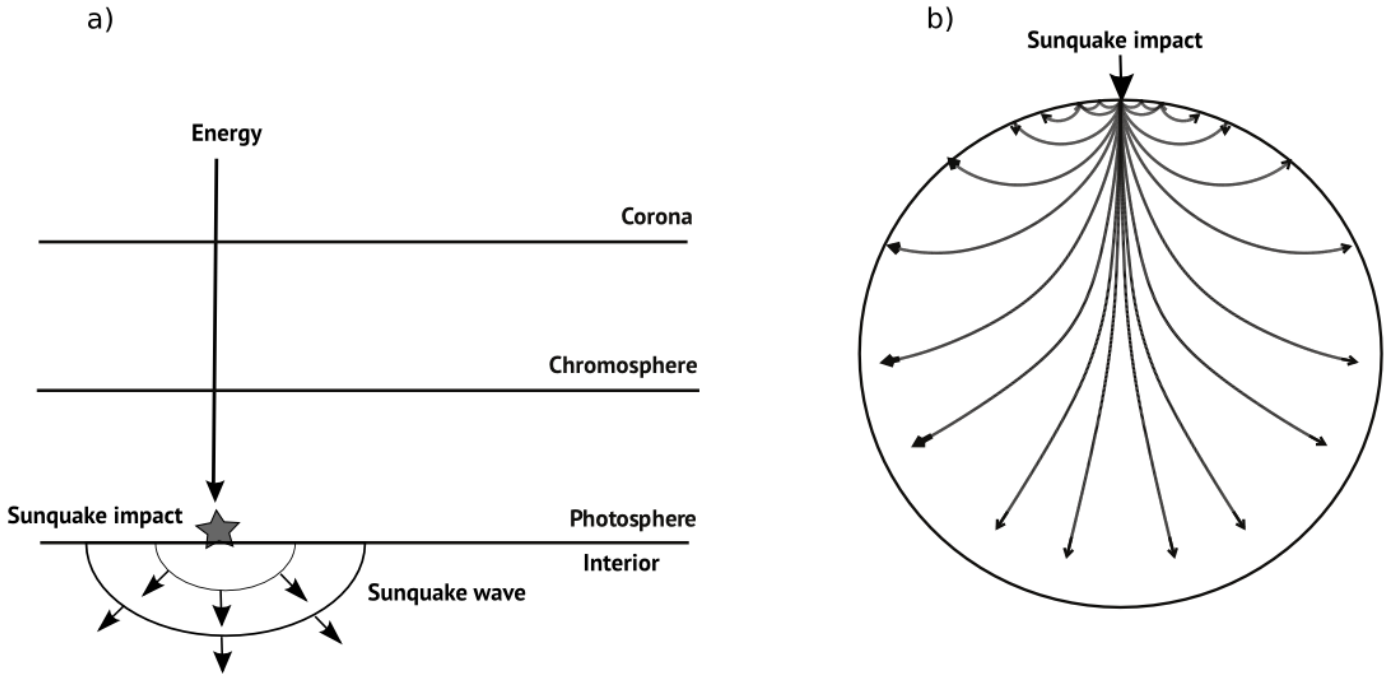 a)
Energy
Corona
Chromosphere
Sunquake impact
Photosphere
Interior
Sunquake wave
b)
Sunquake impact